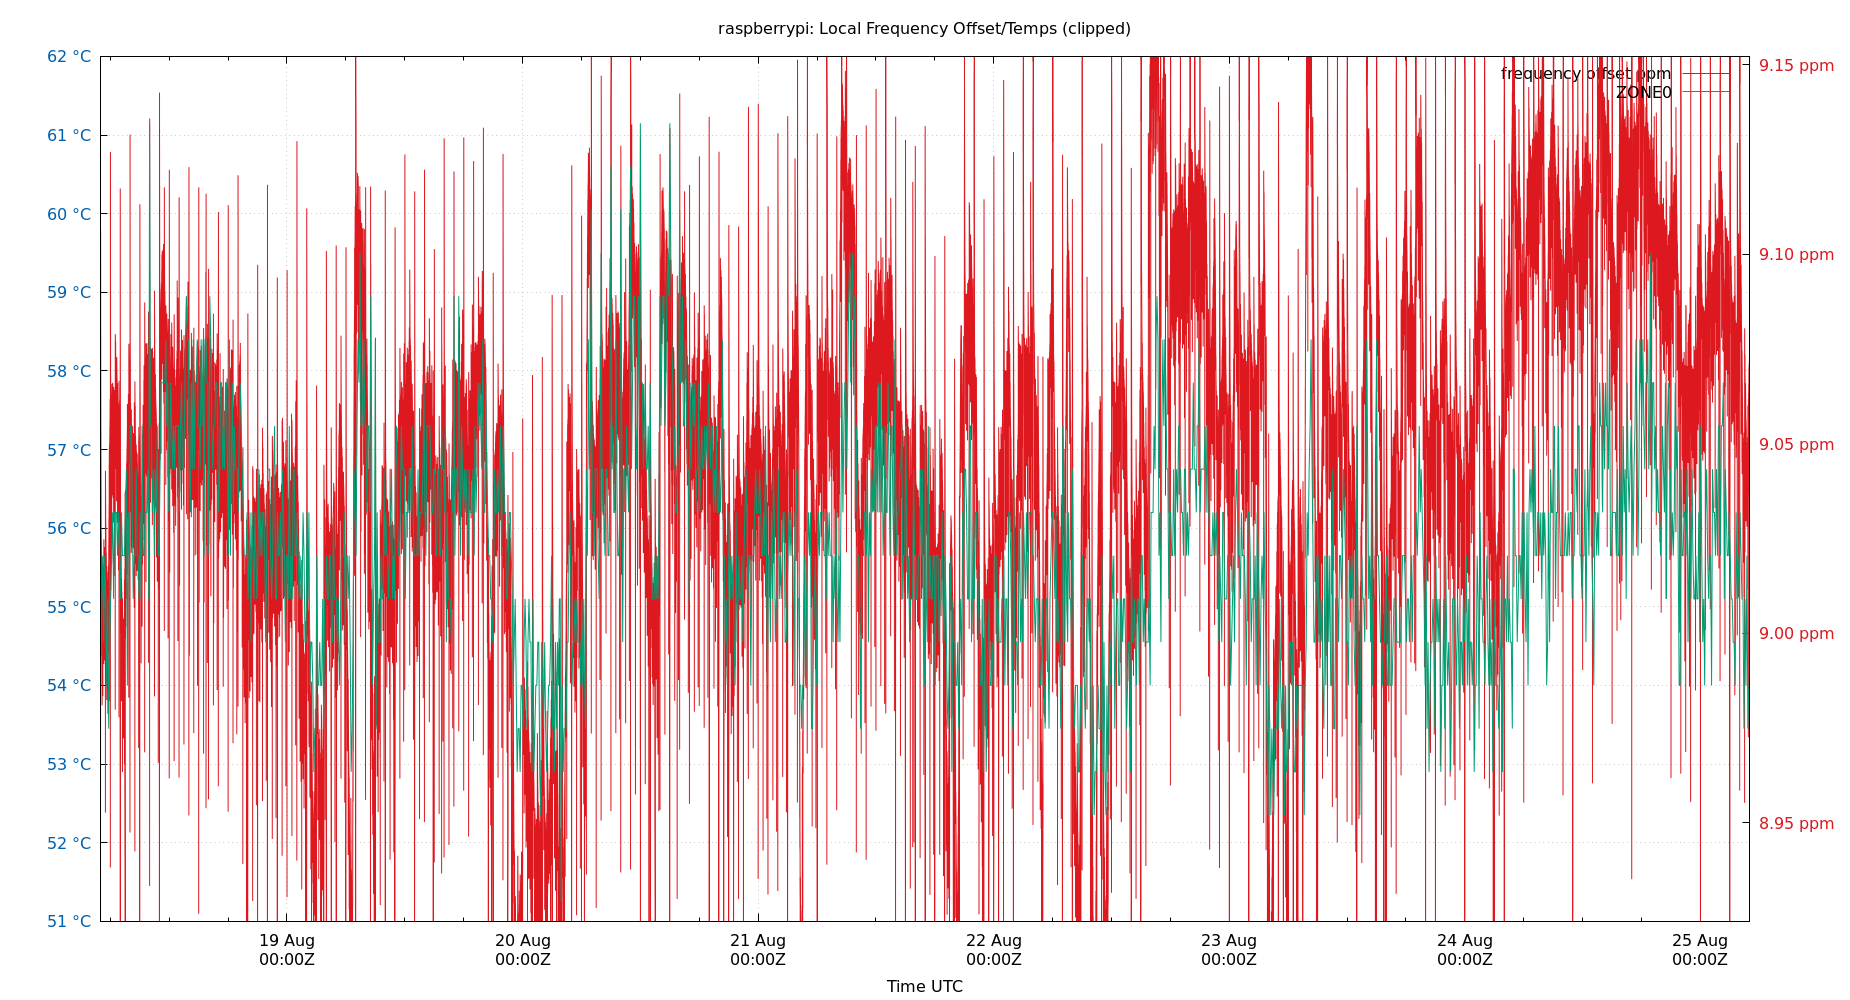 raspberrypi: Local Frequency Offset/Temps (clipped)
62 °C
61 °C
60 °C
59 °C
58 °C
57 °C
56 °C
55 °C
54 °C
53 °C
52 °C
51 °C
9.15 ppm
9.10 ppm
9.05 ppm
9.00 ppm
8.95 ppm
frequency offset ppm
ZONE0
19 Aug
00:00Z
20 Aug
00:00Z
21 Aug
00:00Z
22 Aug
00:00Z
23 Aug
00:00Z
24 Aug
00:00Z
25 Aug
00:00Z
Time UTC